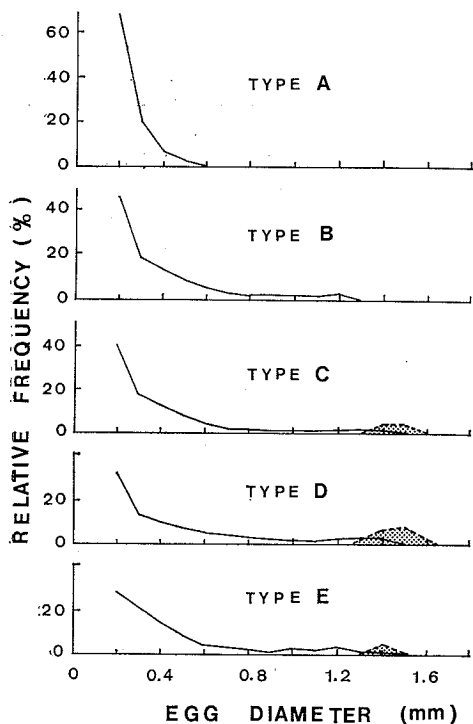 60
40
20
0
TYPE A
40
20
0
TYPE B
40
20
0
TYPE C
20
0
TYPE D
20
0
TYPE E
0 0.4 0.8 1.2 1.6
EGG DIAMETER (mm)
RELATIVE FREQUENCY (%)